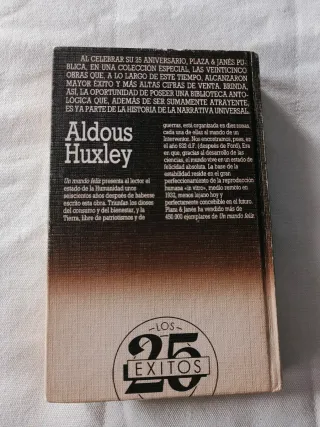 AL CELEBRAR SU 25 ANIVERSARIO, PLAZA & JANÉS PU-
BLICA, EN UNA COLECCIÓN ESPECIAL, LAS VEINTICINCO
OBRAS QUE, A LO LARGO DE ESTE TIEMPO, ALCANZARON
MAYOR ÉXITO Y MÁS ALTAS CIFRAS DE VENTA. BRINDA,
ASÍ, LA OPORTUNIDAD DE POSEER UNA BIBLIOTECA ANTO-
LÓGICA QUE, ADEMÁS DE SER SUMAMENTE ATRAYENTE,
ES YA PARTE DE LA HISTORIA DE LA NARRATIVA UNIVERSAL.
Aldous
Huxley
Un mundo feliz presenta al lector el
estado de la Humanidad unos
seiscientos años después de haberse
escrito esta obra. Triunfan los dioses
del consumo y del bienestar, y la
Tierra, libre de patriotismos y de
guerras, está organizada en diez zonas,
cada una de ellas al mando de un
Interventor. Nos encontramos, pues, en
el año 632 d.F. (después de Ford). Era
en que, gracias al desarrollo de las
ciencias, el mundo vive en un estado de
felicidad absoluta. La base de la
estabilidad reside en el gran
perfeccionamiento de la reproducción
humana «in vitro», medio remoto en
1932, menos lejano hoy y
perfectamente concebible en el futuro.
Plaza & Janés ha vendido más de
450.000 ejemplares de Un mundo feliz
LOS
25
EXITOS